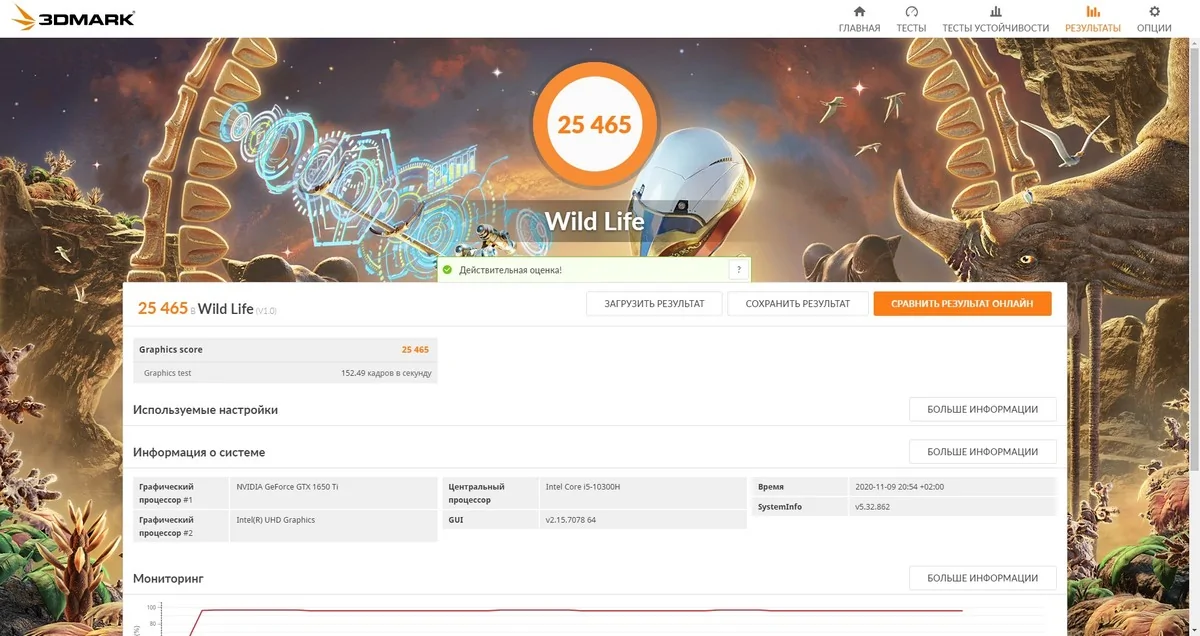 3DMARK
ГЛАВНАЯ
ТЕСТЫ
ТЕСТЫ УСТОЙЧИВОСТИ
РЕЗУЛЬТАТЫ
ОПЦИИ
25 465
Wild Life
Действительная оценка!
?
25 465 в Wild Life (V1.0)
ЗАГРУЗИТЬ РЕЗУЛЬТАТ
СОХРАНИТЬ РЕЗУЛЬТАТ
СРАВНИТЬ РЕЗУЛЬТАТ ОНЛАЙН
Graphics score 25 465
Graphics test 152.49 кадров в секунду
Используемые настройки
БОЛЬШЕ ИНФОРМАЦИИ
Информация о системе
БОЛЬШЕ ИНФОРМАЦИИ
Графический процессор #1 NVIDIA GeForce GTX 1650 Ti
Графический процессор #2 Intel(R) UHD Graphics
Центральный процессор Intel Core i5-10300H
GUI v2.15.7078 64
Время 2020-11-09 20:54 +02:00
SystemInfo v5.32.862
Мониторинг
БОЛЬШЕ ИНФОРМАЦИИ
100
80
(%)